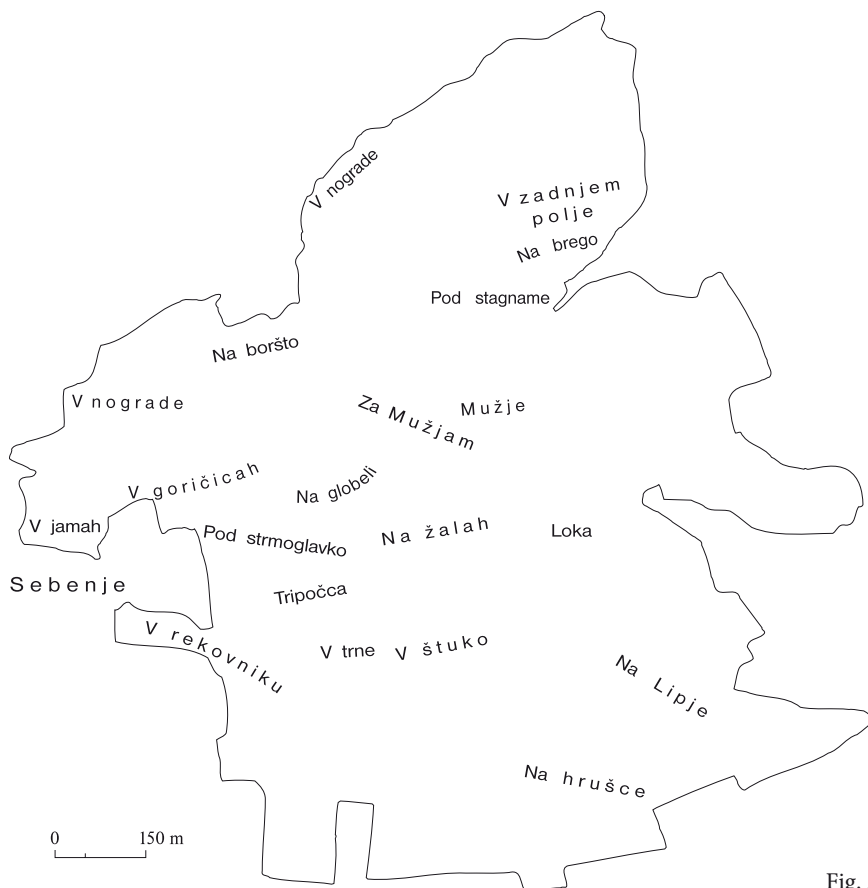 V nograde
V zadnjem
polje
Na brego
Pod stagname
Na boršto
V nograde
Za Mužjam
Mužje
V goričicah
Na globeli
V jamah
Pod strmoglavko
Na žalah
Loka
Sebenje
Tripočca
V rekovniku
V trne
V štuko
Na Lipje
Na hrušce
0 150 m
Fig.